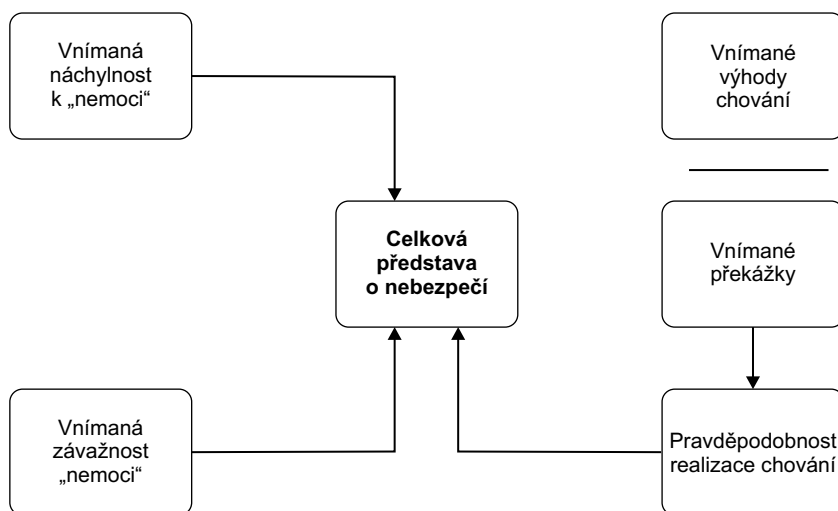 Vnímaná
náchylnost
k „nemoci“
Vnímané
výhody
chování
Celková
představa
o nebezpečí
Vnímané
překážky
Vnímaná
závažnost
„nemoci“
Pravděpodobnost
realizace chování